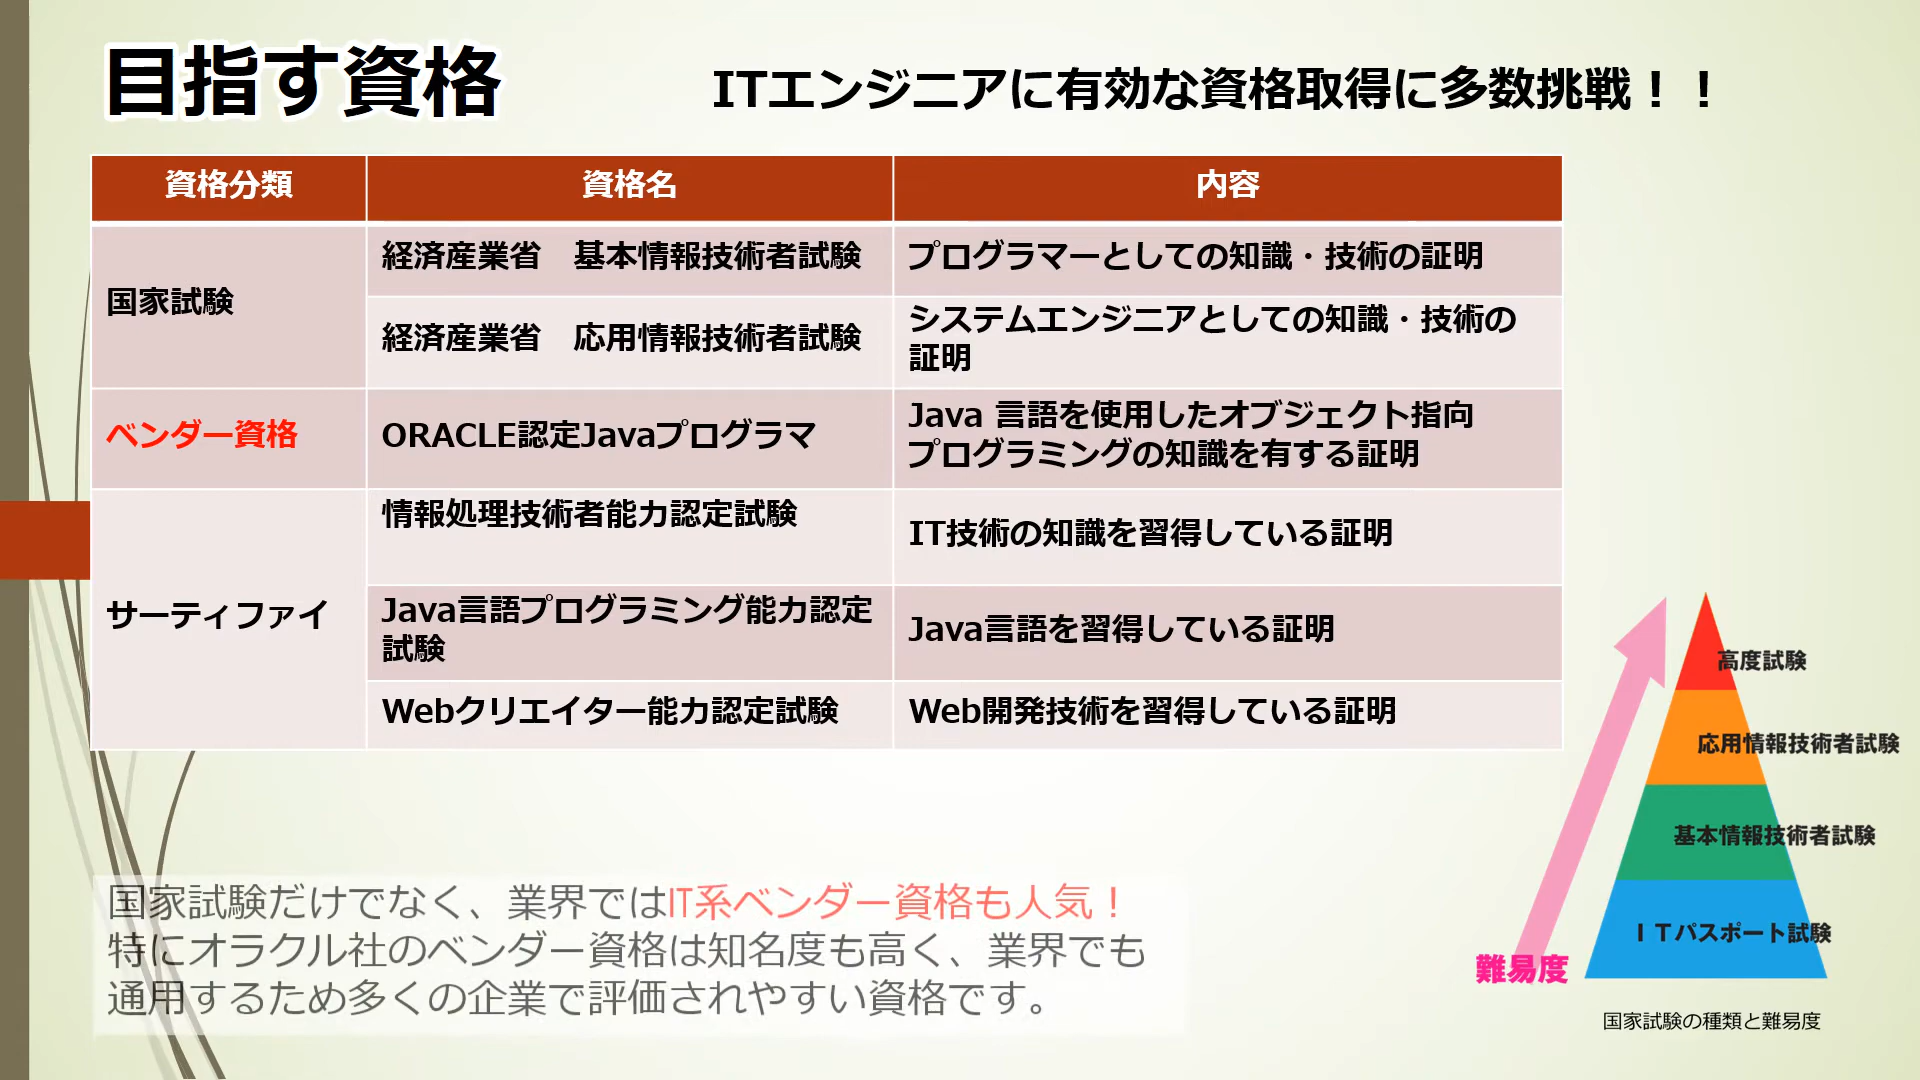 目指す資格
ITエンジニアに有効な資格取得に多数挑戦！！
資格分類
資格名
内容
国家試験
経済産業省　基本情報技術者試験
プログラマーとしての知識・技術の証明
経済産業省　応用情報技術者試験
システムエンジニアとしての知識・技術の
証明
ベンダー資格
ORACLE認定Javaプログラマ
Java 言語を使用したオブジェクト指向
プログラミングの知識を有する証明
サーティファイ
情報処理技術者能力認定試験
IT技術の知識を習得している証明
Java言語プログラミング能力認定
試験
Java言語を習得している証明
Webクリエイター能力認定試験
Web開発技術を習得している証明
国家試験だけでなく、業界ではIT系ベンダー資格も人気！
特にオラクル社のベンダー資格は知名度も高く、業界でも
通用するため多くの企業で評価されやすい資格です。
高度試験
応用情報技術者試験
基本情報技術者試験
ＩＴパスポート試験
難易度
国家試験の種類と難易度